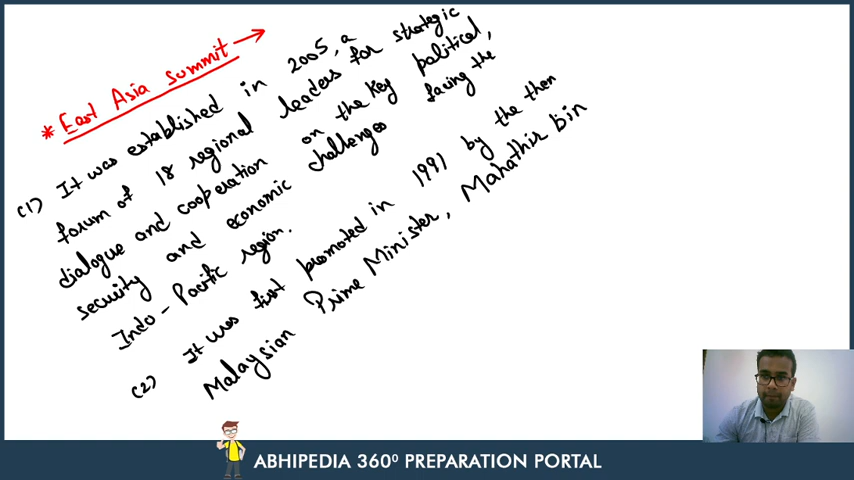 * East Asia Summit →
(1) It was established in 2005, a
forum of 18 regional leaders for strategic
dialogue and cooperation on the key political,
security and economic challenges facing the
Indo-Pacific region.
(2) It was first promoted in 1991 by the then
Malaysian Prime Minister, Mahathir bin
ABHIPEDIA 360° PREPARATION PORTAL